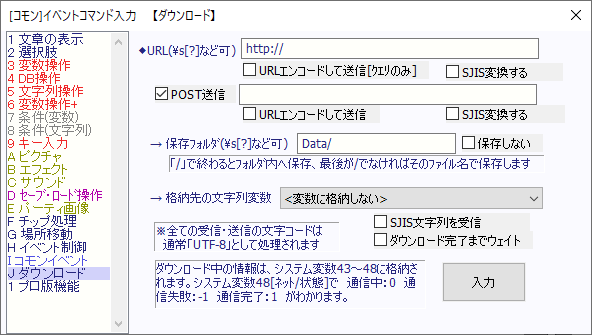 [コモン]イベントコマンド入力　【ダウンロード】
1 文章の表示
2 選択肢
3 変数操作
4 DB操作
5 文字列操作
6 変数操作+
7 条件(変数)
8 条件(文字列)
9 キー入力
A ピクチャ
B エフェクト
C サウンド
D セーブ・ロード操作
E パーティ画像
F チップ処理
G 場所移動
H イベント制御
I コモンイベント
J ダウンロード
1 プロ版機能
◆URL(¥s[?]など可) http://
URLエンコードして送信[クエリのみ] SJIS変換する
POST送信
URLエンコードして送信 SJIS変換する
→ 保存フォルダ(¥s[?]など可) Data/ 保存しない
「/」で終わるとフォルダ内へ保存、最後が/でなければそのファイル名で保存します
→ 格納先の文字列変数 <変数に格納しない>
※全ての受信・送信の文字コードは
通常「UTF-8」として処理されます
SJIS文字列を受信
ダウンロード完了までウェイト
ダウンロード中の情報は、システム変数43～48に格納さ
れます。システム変数48[ネット/状態]で　通信中:0　通
信失敗:-1　通信完了:1　がわかります。
入力